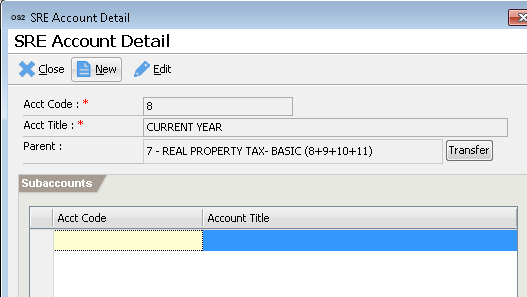 OS2 SRE Account Detail
SRE Account Detail
Close New Edit
Acct Code : * 8
Acct Title : * CURRENT YEAR
Parent : 7 - REAL PROPERTY TAX- BASIC (8+9+10+11) Transfer
Subaccounts
Acct Code Account Title